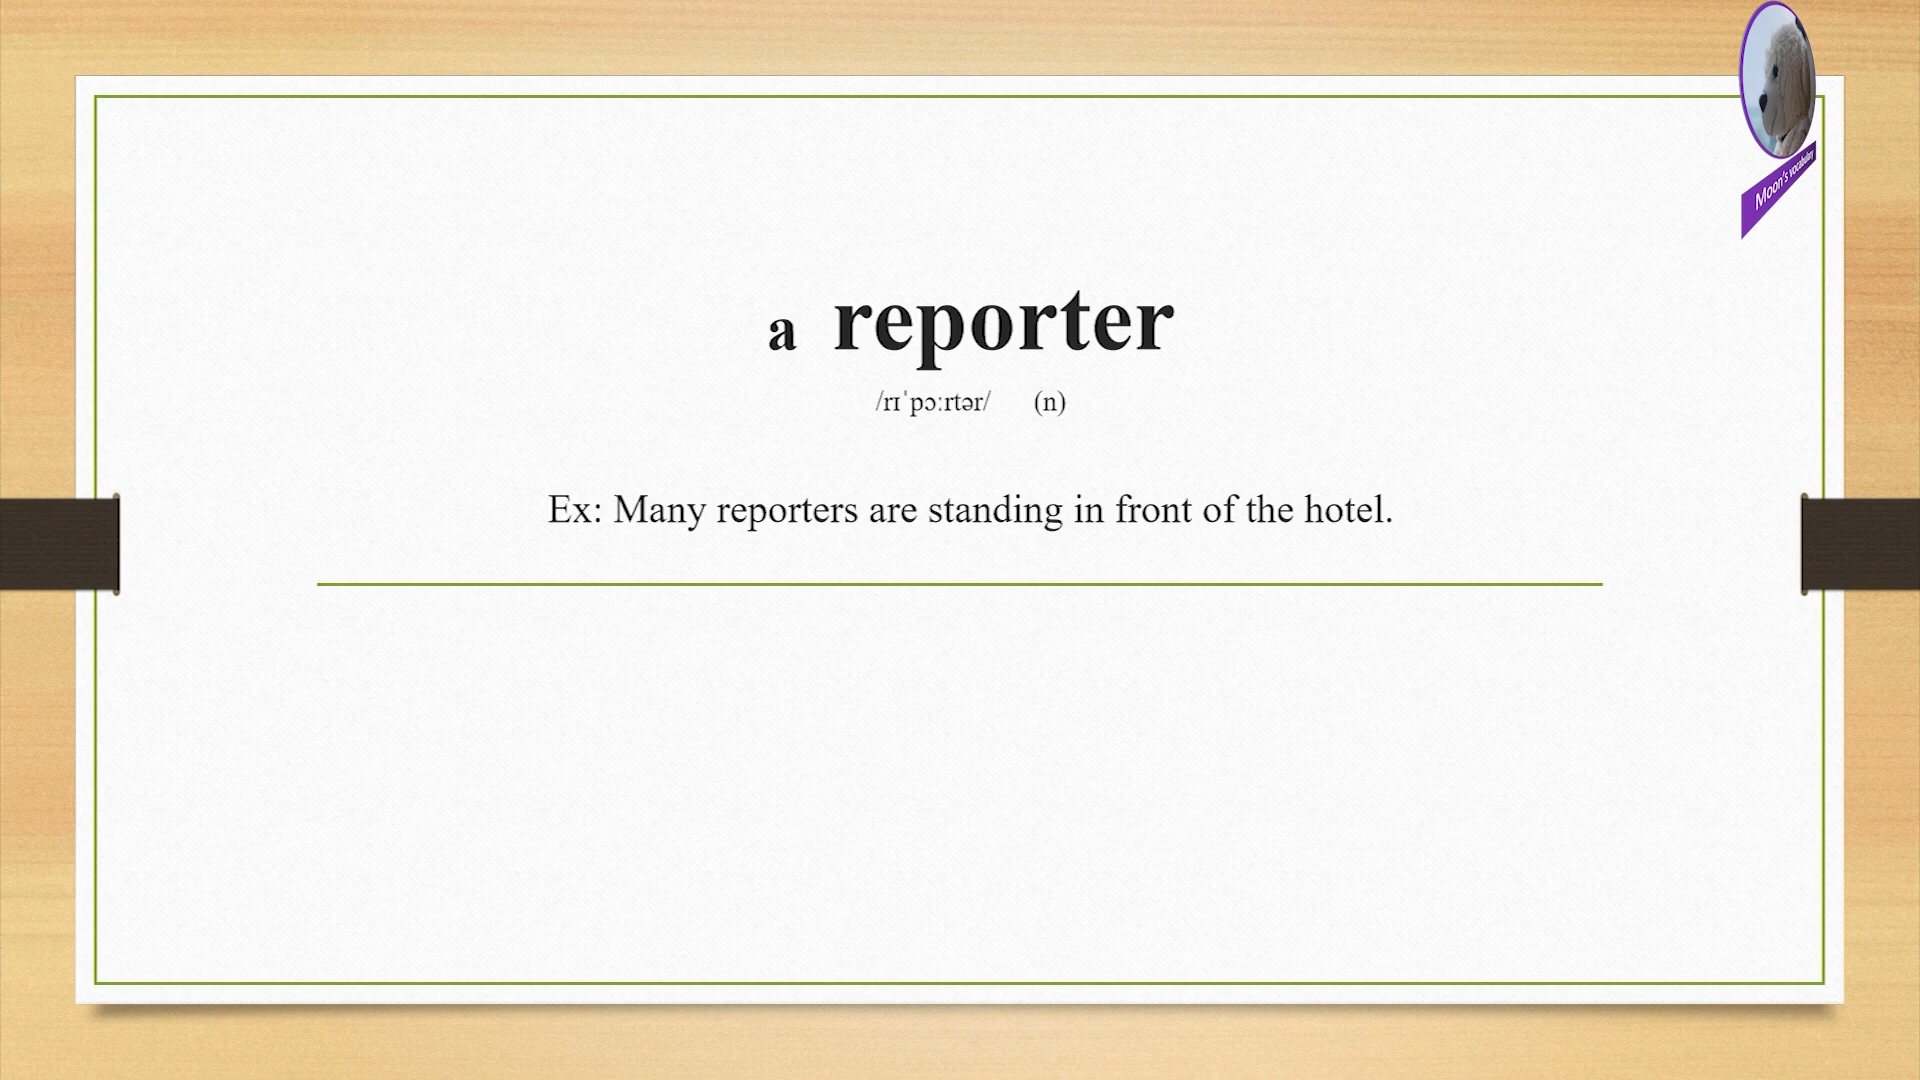 Moon's vocabulary
a reporter
/rɪˈpɔːrtər/ (n)
Ex: Many reporters are standing in front of the hotel.